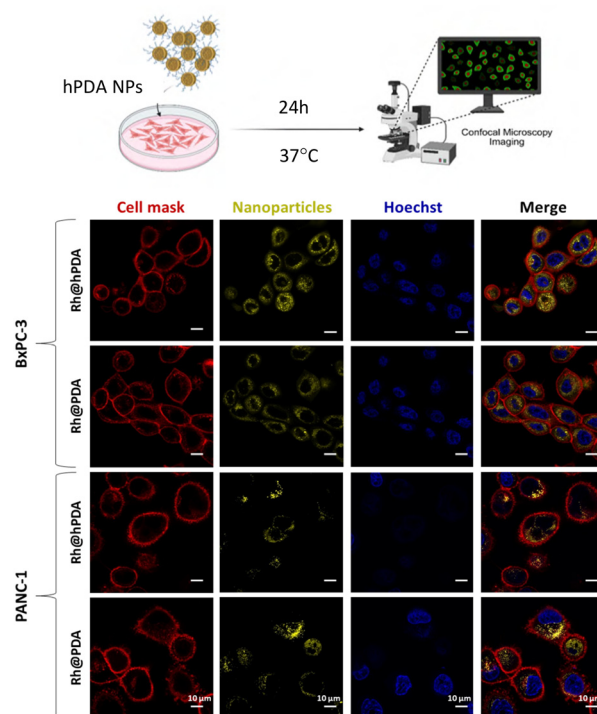 hPDA NPs
24h
37°C
Confocal Microscopy
Imaging
Cell mask Nanoparticles Hoechst Merge
BxPC-3
Rh@hPDA
Rh@PDA
PANC-1
Rh@hPDA
Rh@PDA
10 µm 10 µm 10 µm 10 µm